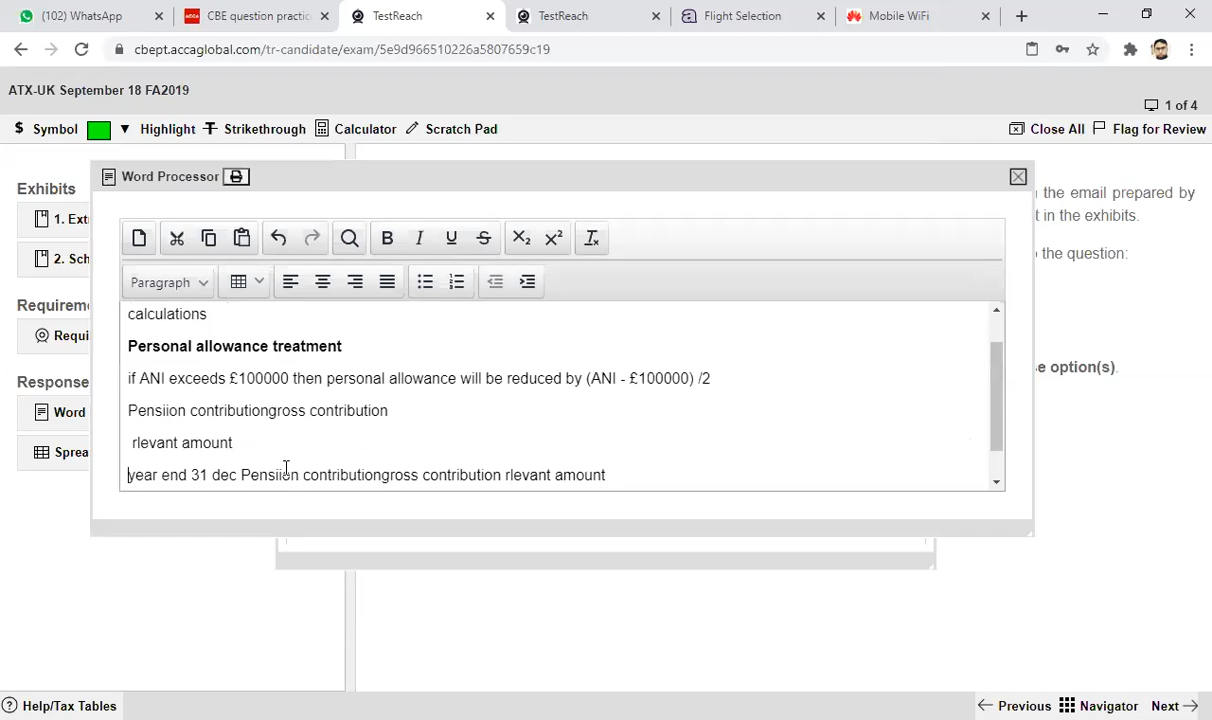 (102) WhatsApp
CBE question practic
TestReach
TestReach
Flight Selection
Mobile WiFi
cbept.accaglobal.com/tr-candidate/exam/5e9d966510226a5807659c19
ATX-UK September 18 FA2019
1 of 4
$ Symbol Highlight Strikethrough Calculator Scratch Pad
Close All Flag for Review
Exhibits
1. Ext
2. Sch
Requireme
Requi
Response
Word
Sprea
Word Processor
Paragraph
calculations
Personal allowance treatment
if ANI exceeds £100000 then personal allowance will be reduced by (ANI - £100000) /2
Pensiion contributiongross contribution
rlevant amount
year end 31 dec Pensiion contributiongross contribution rlevant amount
the email prepared by
t in the exhibits.
the question:
e option(s).
Help/Tax Tables
Previous Navigator Next